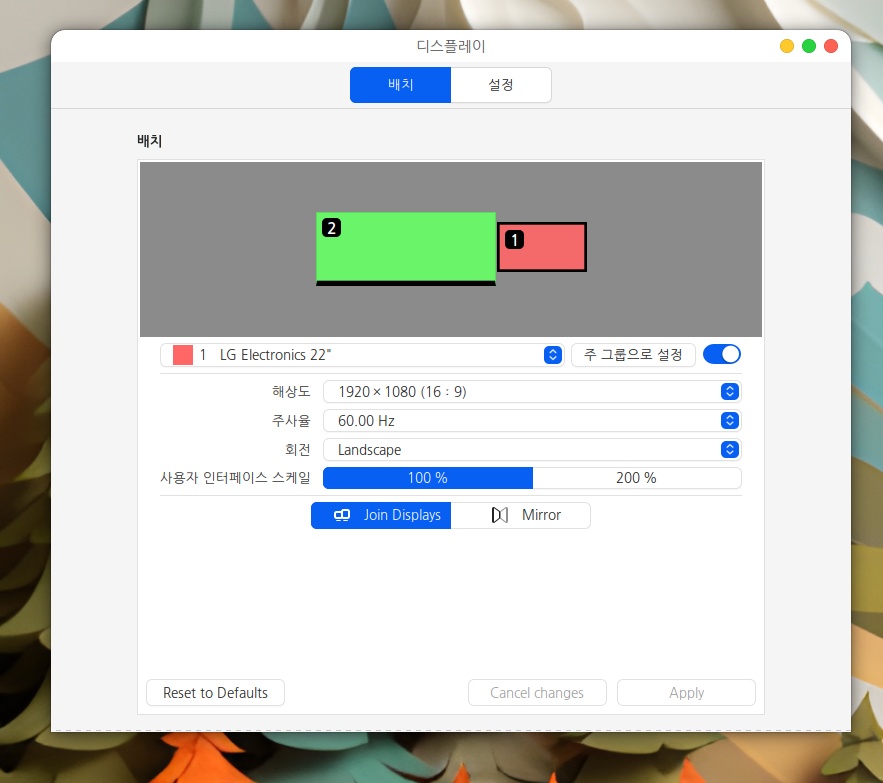 디스플레이
배치 설정
배치
2
1
1 LG Electronics 22" 주 그룹으로 설정
해상도 1920 × 1080 (16 : 9)
주사율 60.00 Hz
회전 Landscape
사용자 인터페이스 스케일 100 % 200 %
Join Displays Mirror
Reset to Defaults Cancel changes Apply